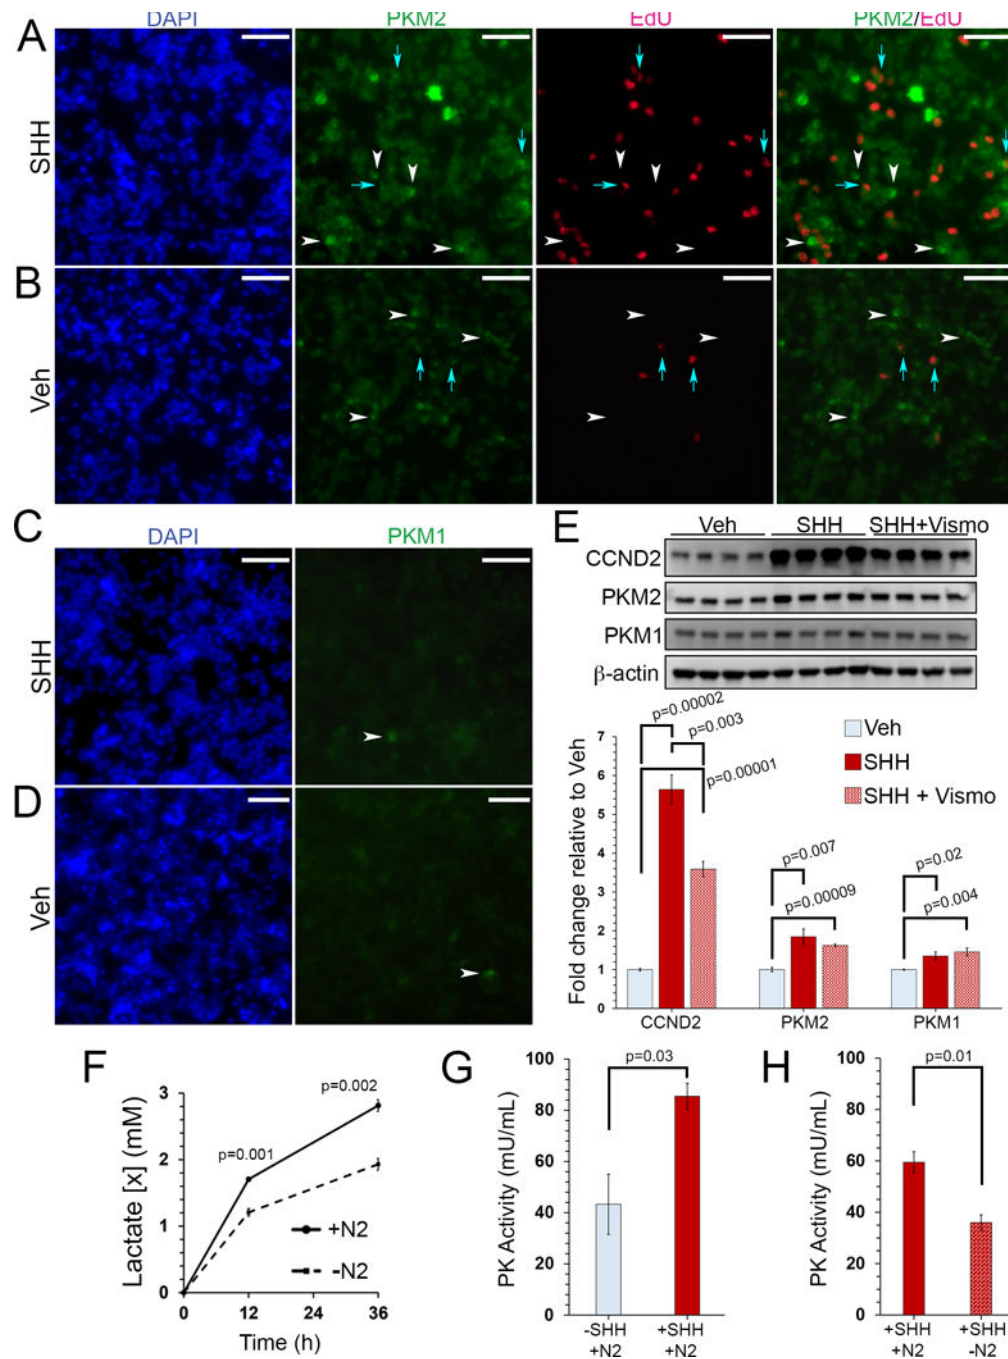 DAPI PKM2 EdU PKM2/EdU
A
SHH
B
Veh
C
DAPI PKM1
SHH
D
Veh
E
Veh SHH SHH+Vismo
CCND2
PKM2
PKM1
β-actin
p=0.00002
p=0.003
p=0.00001
p=0.007
p=0.00009
p=0.02
p=0.004
Veh
SHH
SHH + Vismo
Fold change relative to Veh
7
6
5
4
3
2
1
0
CCND2 PKM2 PKM1
F
Lactate [x] (mM)
3
2
1
0
p=0.002
p=0.001
+N2
-N2
0 12 24 36
Time (h)
G
PK Activity (mU/mL)
100
80
60
40
20
0
p=0.03
-SHH +SHH
+N2 +N2
H
PK Activity (mU/mL)
100
80
60
40
20
0
p=0.01
+SHH +SHH
+N2 -N2